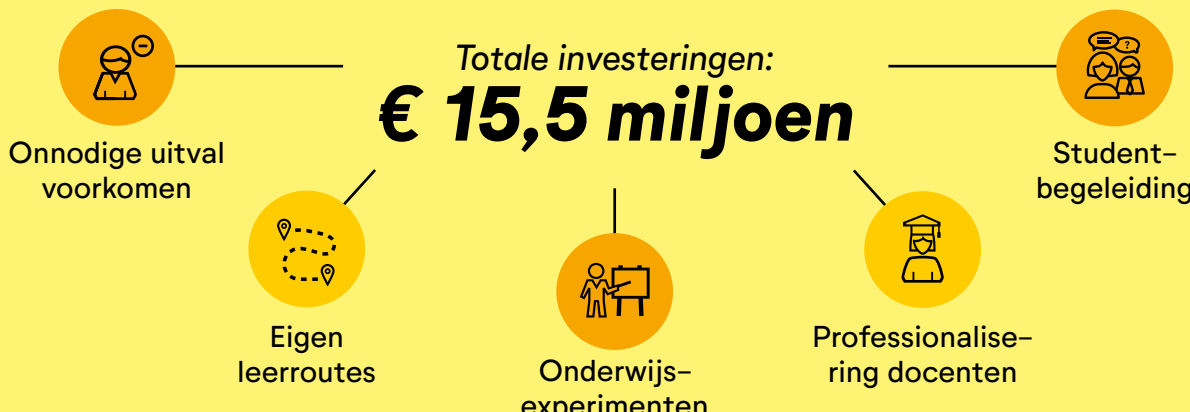 Totale investeringen:
€ 15,5 miljoen
Onnodige uitval
voorkomen
Eigen
leerroutes
Onderwijs–
experimenten
Professionalise–
ring docenten
Student–
begeleiding
?